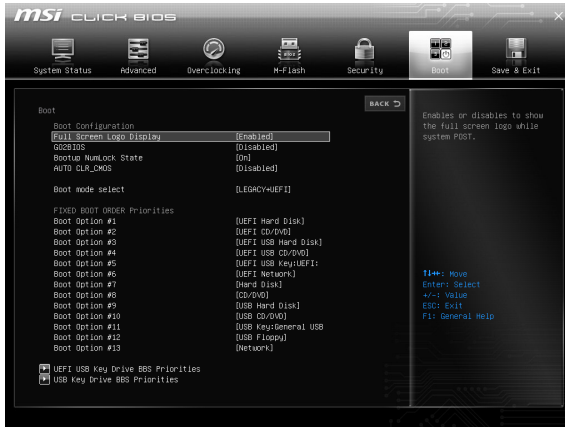 msi CLICK BIOS
System Status
Advanced
Overclocking
M-Flash
Security
Boot
Save & Exit
BACK
Boot
Boot Configuration
Full Screen Logo Display [Enabled]
GO2BIOS [Disabled]
Bootup NumLock State [On]
AUTO CLR_CMOS [Disabled]
Boot mode select [LEGACY+UEFI]
FIXED BOOT ORDER Priorities
Boot Option #1 [UEFI Hard Disk]
Boot Option #2 [UEFI CD/DVD]
Boot Option #3 [UEFI USB Hard Disk]
Boot Option #4 [UEFI USB CD/DVD]
Boot Option #5 [UEFI USB Key:UEFI:
Boot Option #6 [UEFI Network]
Boot Option #7 [Hard Disk]
Boot Option #8 [CD/DVD]
Boot Option #9 [USB Hard Disk]
Boot Option #10 [USB CD/DVD]
Boot Option #11 [USB Key:General USB
Boot Option #12 [USB Floppy]
Boot Option #13 [Network]
UEFI USB Key Drive BBS Priorities
USB Key Drive BBS Priorities
Enables or disables to show
the full screen logo while
system POST.
↑↓←→: Move
Enter: Select
+/-: Value
ESC: Exit
F1: General Help